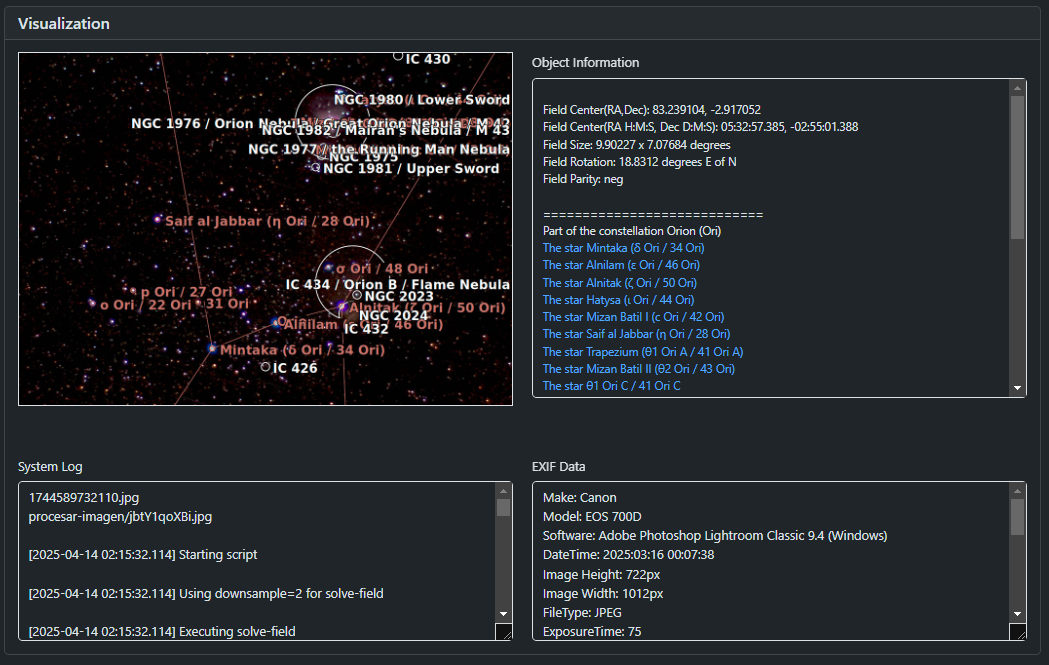 Visualization
Object Information
IC 430
NGC 1980 / Lower Sword
NGC 1976 / Orion Nebula / Great Orion Nebula / M 42
NGC 1982 / Mairan's Nebula / M 43
NGC 1977 / the Running Man Nebula
NGC 1975
NGC 1981 / Upper Sword
Saif al Jabbar (η Ori / 28 Ori)
σ Ori / 48 Ori
IC 434 / Orion B / Flame Nebula
p Ori / 27 Ori
NGC 2023
o Ori / 22 Ori
31 Ori
Alnitak (ζ Ori / 50 Ori)
NGC 2024
Alnilam (ε Ori / 46 Ori)
IC 432
Mintaka (δ Ori / 34 Ori)
IC 426
Field Center(RA,Dec): 83.239104, -2.917052
Field Center(RA H:M:S, Dec D:M:S): 05:32:57.385, -02:55:01.388
Field Size: 9.90227 x 7.07684 degrees
Field Rotation: 18.8312 degrees E of N
Field Parity: neg
============================
Part of the constellation Orion (Ori)
The star Mintaka (δ Ori / 34 Ori)
The star Alnilam (ε Ori / 46 Ori)
The star Alnitak (ζ Ori / 50 Ori)
The star Hatysa (ι Ori / 44 Ori)
The star Mizan Batil I (c Ori / 42 Ori)
The star Saif al Jabbar (η Ori / 28 Ori)
The star Trapezium (θ1 Ori A / 41 Ori A)
The star Mizan Batil II (θ2 Ori / 43 Ori)
The star θ1 Ori C / 41 Ori C
System Log
1744589732110.jpg
procesar-imagen/jbtY1qoXBi.jpg
[2025-04-14 02:15:32.114] Starting script
[2025-04-14 02:15:32.114] Using downsample=2 for solve-field
[2025-04-14 02:15:32.114] Executing solve-field
EXIF Data
Make: Canon
Model: EOS 700D
Software: Adobe Photoshop Lightroom Classic 9.4 (Windows)
DateTime: 2025:03:16 00:07:38
Image Height: 722px
Image Width: 1012px
FileType: JPEG
ExposureTime: 75